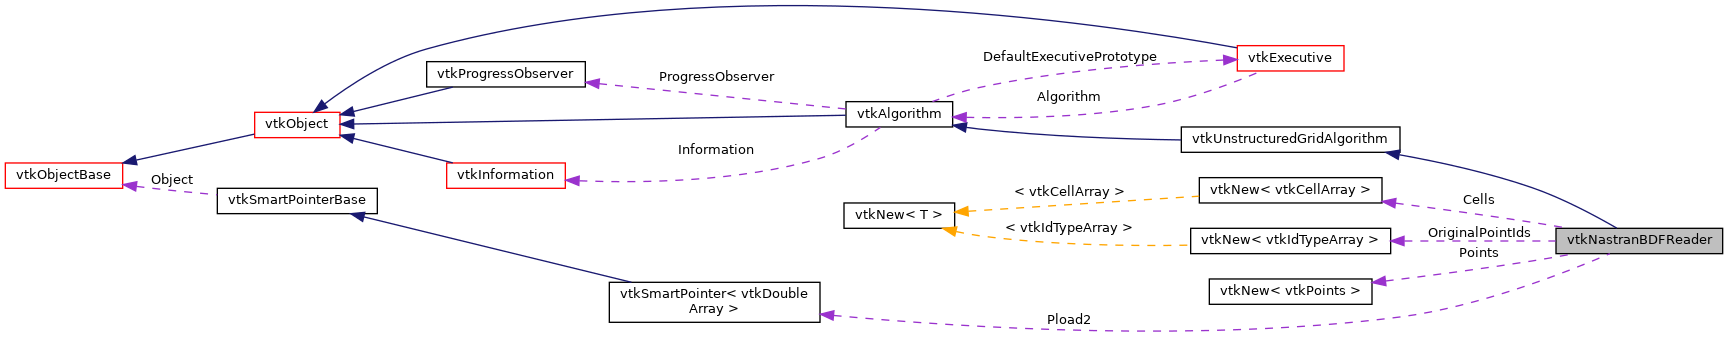 DefaultExecutivePrototype
vtkExecutive
vtkProgressObserver
ProgressObserver
Algorithm
vtkObject
vtkAlgorithm
vtkUnstructuredGridAlgorithm
Information
vtkObjectBase
Object
vtkInformation
vtkSmartPointerBase
< vtkCellArray >
vtkNew< vtkCellArray >
Cells
vtkNew< T >
< vtkIdTypeArray >
vtkNew< vtkIdTypeArray >
OriginalPointIds
vtkNastranBDFReader
Points
vtkSmartPointer< vtkDouble
Array >
vtkNew< vtkPoints >
Pload2